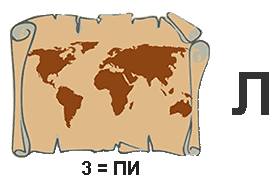 Л
3 = ПИ